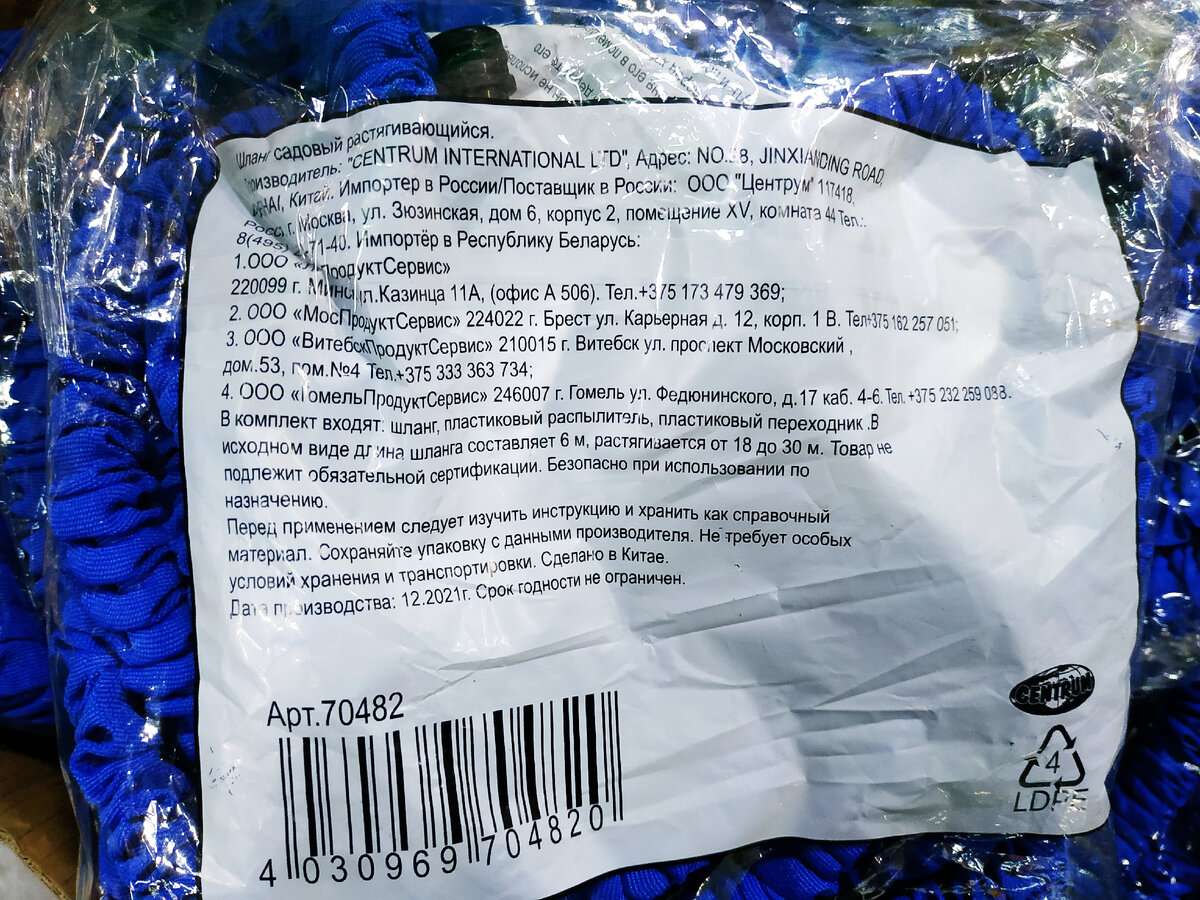 Шланг садовый растягивающийся.
"CENTRUM INTERNATIONAL LTD", Адрес: JINXIANDING ROAD,
Китай. Импортер в России/Поставщик в России: ООО "Центрум" 117418,
г. Москва, ул. Зюзинская, дом 6, корпус 2, помещение XV, комната 44 Тел.:
71-40. Импортёр в Республику Беларусь:
1.ООО
220099 г. Минск ул.Казинца 11А, (офис А 506). Тел.+375 173 479 369;
2. ООО «МосПродуктСервис» 224022 г. Брест ул. Карьерная д. 12, корп. 1 В. Тел+375 162 257 051;
3. ООО «ВитебскПродуктСервис» 210015 г. Витебск ул. проспект Московский ,
дом.53, пом.№4 Тел.+375 333 363 734;
4. ООО «ГомельПродуктСервис» 246007 г. Гомель ул. Федюнинского, д.17 каб. 4-6. Тел. +375 232 259 088.
В комплект входят: шланг, пластиковый распылитель, пластиковый переходник .В
исходном виде длина шланга составляет 6 м, растягивается от 18 до 30 м. Товар не
подлежит обязательной сертификации. Безопасно при использовании по
назначению.
Перед применением следует изучить инструкцию и хранить как справочный
материал. Сохраняйте упаковку с данными производителя. Не требует особых
условий хранения и транспортировки. Сделано в Китае.
Дата производства: 12.2021г. Срок годности не ограничен.
Арт.70482
4 030969 704820
CENTRUM
4
LDPE